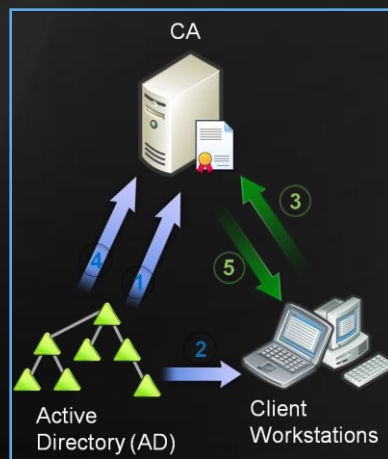 CA
3
4
1
5
2
Active
Directory (AD)
Client
Workstations